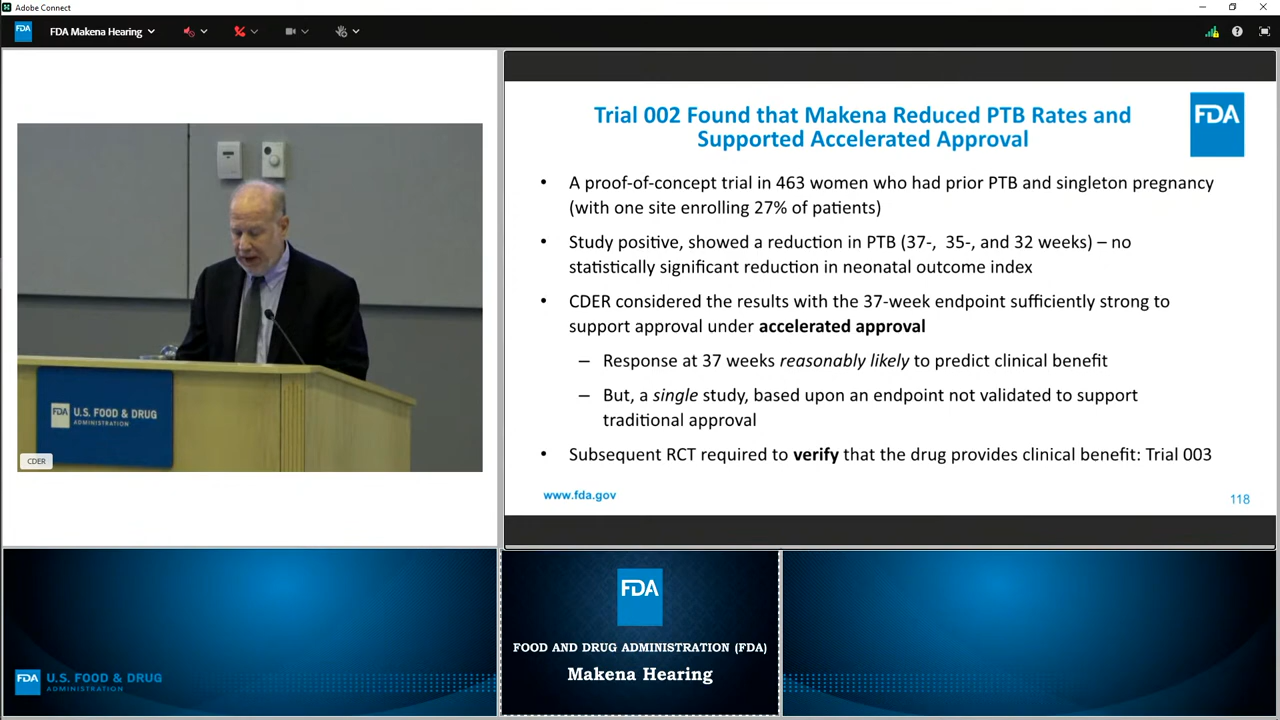 Adobe Connect
FDA
FDA Makena Hearing
FDA
U.S. FOOD & DRUG
ADMINISTRATION
CDER
Trial 002 Found that Makena Reduced PTB Rates and
Supported Accelerated Approval
FDA
• A proof-of-concept trial in 463 women who had prior PTB and singleton pregnancy
(with one site enrolling 27% of patients)
• Study positive, showed a reduction in PTB (37-, 35-, and 32 weeks) – no
statistically significant reduction in neonatal outcome index
• CDER considered the results with the 37-week endpoint sufficiently strong to
support approval under accelerated approval
– Response at 37 weeks reasonably likely to predict clinical benefit
– But, a single study, based upon an endpoint not validated to support
traditional approval
• Subsequent RCT required to verify that the drug provides clinical benefit: Trial 003
www.fda.gov
118
FDA
U.S. FOOD & DRUG
ADMINISTRATION
FDA
FOOD AND DRUG ADMINISTRATION (FDA)
Makena Hearing